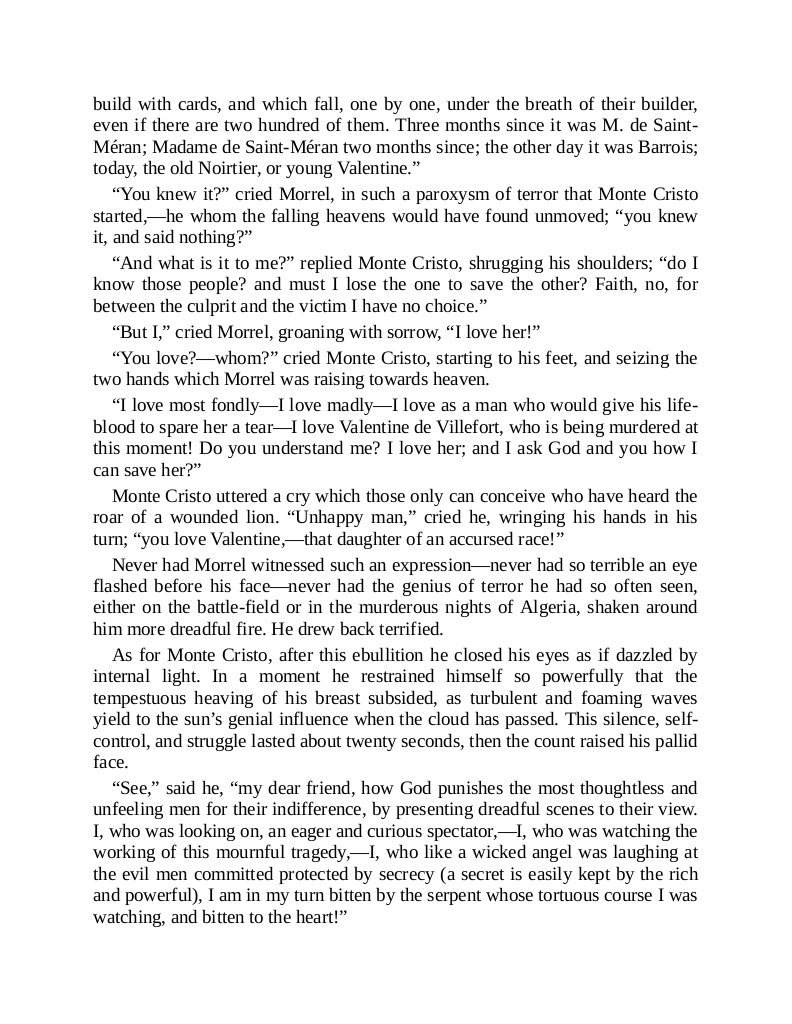 build with cards, and which fall, one by one, under the breath of their builder,
even if there are two hundred of them. Three months since it was M. de Saint-
Méran; Madame de Saint-Méran two months since; the other day it was Barrois;
today, the old Noirtier, or young Valentine.”
“You knew it?” cried Morrel, in such a paroxysm of terror that Monte Cristo
started,—he whom the falling heavens would have found unmoved; “you knew
it, and said nothing?”
“And what is it to me?” replied Monte Cristo, shrugging his shoulders; “do I
know those people? and must I lose the one to save the other? Faith, no, for
between the culprit and the victim I have no choice.”
“But I,” cried Morrel, groaning with sorrow, “I love her!”
“You love?—whom?” cried Monte Cristo, starting to his feet, and seizing the
two hands which Morrel was raising towards heaven.
“I love most fondly—I love madly—I love as a man who would give his life-
blood to spare her a tear—I love Valentine de Villefort, who is being murdered at
this moment! Do you understand me? I love her; and I ask God and you how I
can save her?”
Monte Cristo uttered a cry which those only can conceive who have heard the
roar of a wounded lion. “Unhappy man,” cried he, wringing his hands in his
turn; “you love Valentine,—that daughter of an accursed race!”
Never had Morrel witnessed such an expression—never had so terrible an eye
flashed before his face—never had the genius of terror he had so often seen,
either on the battle-field or in the murderous nights of Algeria, shaken around
him more dreadful fire. He drew back terrified.
As for Monte Cristo, after this ebullition he closed his eyes as if dazzled by
internal light. In a moment he restrained himself so powerfully that the
tempestuous heaving of his breast subsided, as turbulent and foaming waves
yield to the sun’s genial influence when the cloud has passed. This silence, self-
control, and struggle lasted about twenty seconds, then the count raised his pallid
face.
“See,” said he, “my dear friend, how God punishes the most thoughtless and
unfeeling men for their indifference, by presenting dreadful scenes to their view.
I, who was looking on, an eager and curious spectator,—I, who was watching the
working of this mournful tragedy,—I, who like a wicked angel was laughing at
the evil men committed protected by secrecy (a secret is easily kept by the rich
and powerful), I am in my turn bitten by the serpent whose tortuous course I was
watching, and bitten to the heart!”